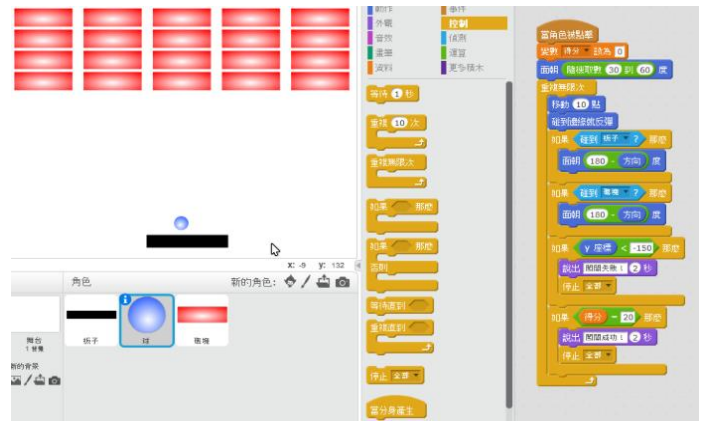 動作
事件
外觀
控制
音效
偵測
畫筆
運算
資料
更多積木
等待 1 秒
重複 10 次
重複無限次
如果 那麼
如果 那麼
否則
等待直到
重複直到
停止 全部
當分身產生
當角色被點擊
變數 得分 設為 0
面朝 隨機取數 30 到 60 度
重複無限次
移動 10 點
碰到邊緣就反彈
如果 碰到 板子 ? 那麼
面朝 180 - 方向 度
如果 碰到 ? 那麼
面朝 180 - 方向 度
如果 y 座標 < -150 那麼
說出 闖關失敗! 2 秒
停止 全部
如果 得分 = 20 那麼
說出 闖關成功! 2 秒
停止 全部
X: -9 y: 132
角色
新的角色:
舞台
1 背景
新的背景
板子
球